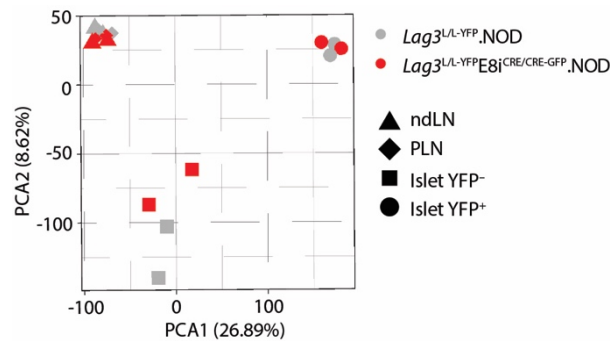 50
0
-50
-100
PCA2 (8.62%)
-100
0
100
PCA1 (26.89%)
Lag3L/L-YFP.NOD
Lag3L/L-YFPE8iCRE/CRE-GFP.NOD
ndLN
PLN
Islet YFP−
Islet YFP+